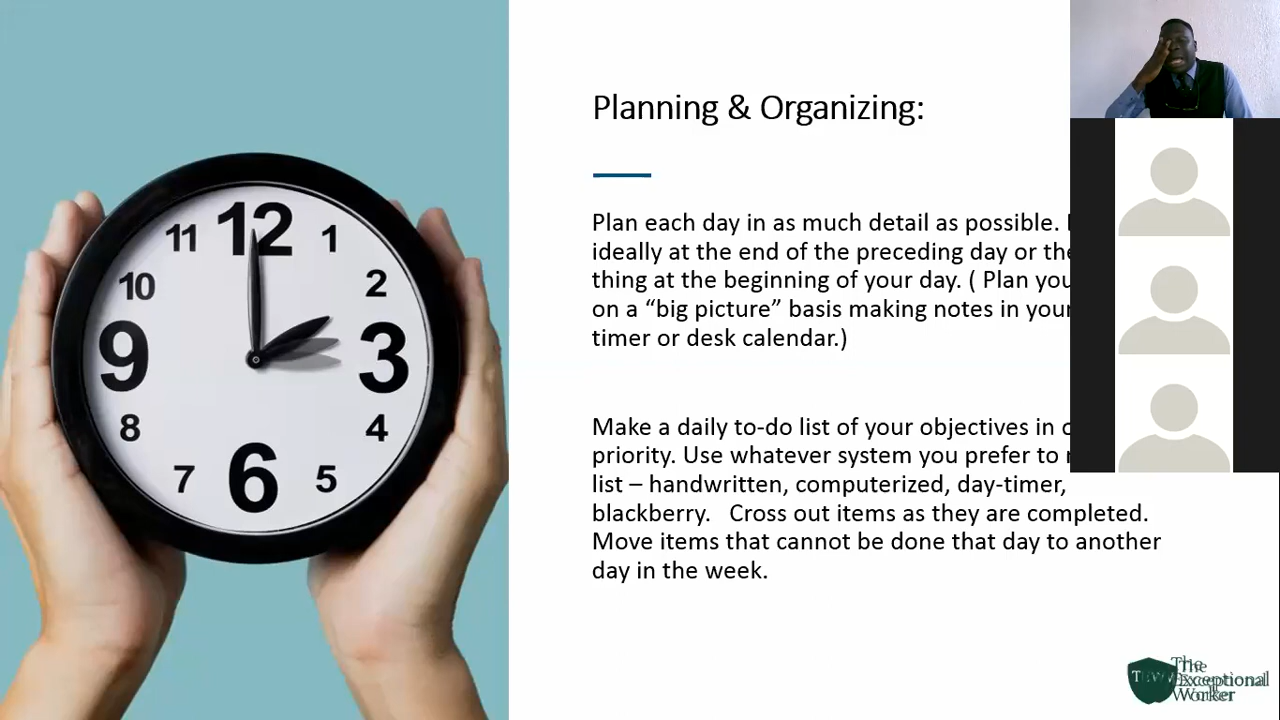 Planning & Organizing:
Plan each day in as much detail as possible.
ideally at the end of the preceding day or the
thing at the beginning of your day. ( Plan you
on a “big picture” basis making notes in your
timer or desk calendar.)
Make a daily to-do list of your objectives in
priority. Use whatever system you prefer to
list – handwritten, computerized, day-timer,
blackberry. Cross out items as they are completed.
Move items that cannot be done that day to another
day in the week.
12
11 1
10 2
9 3
8 4
7 5
6
The
Exceptional
Worker